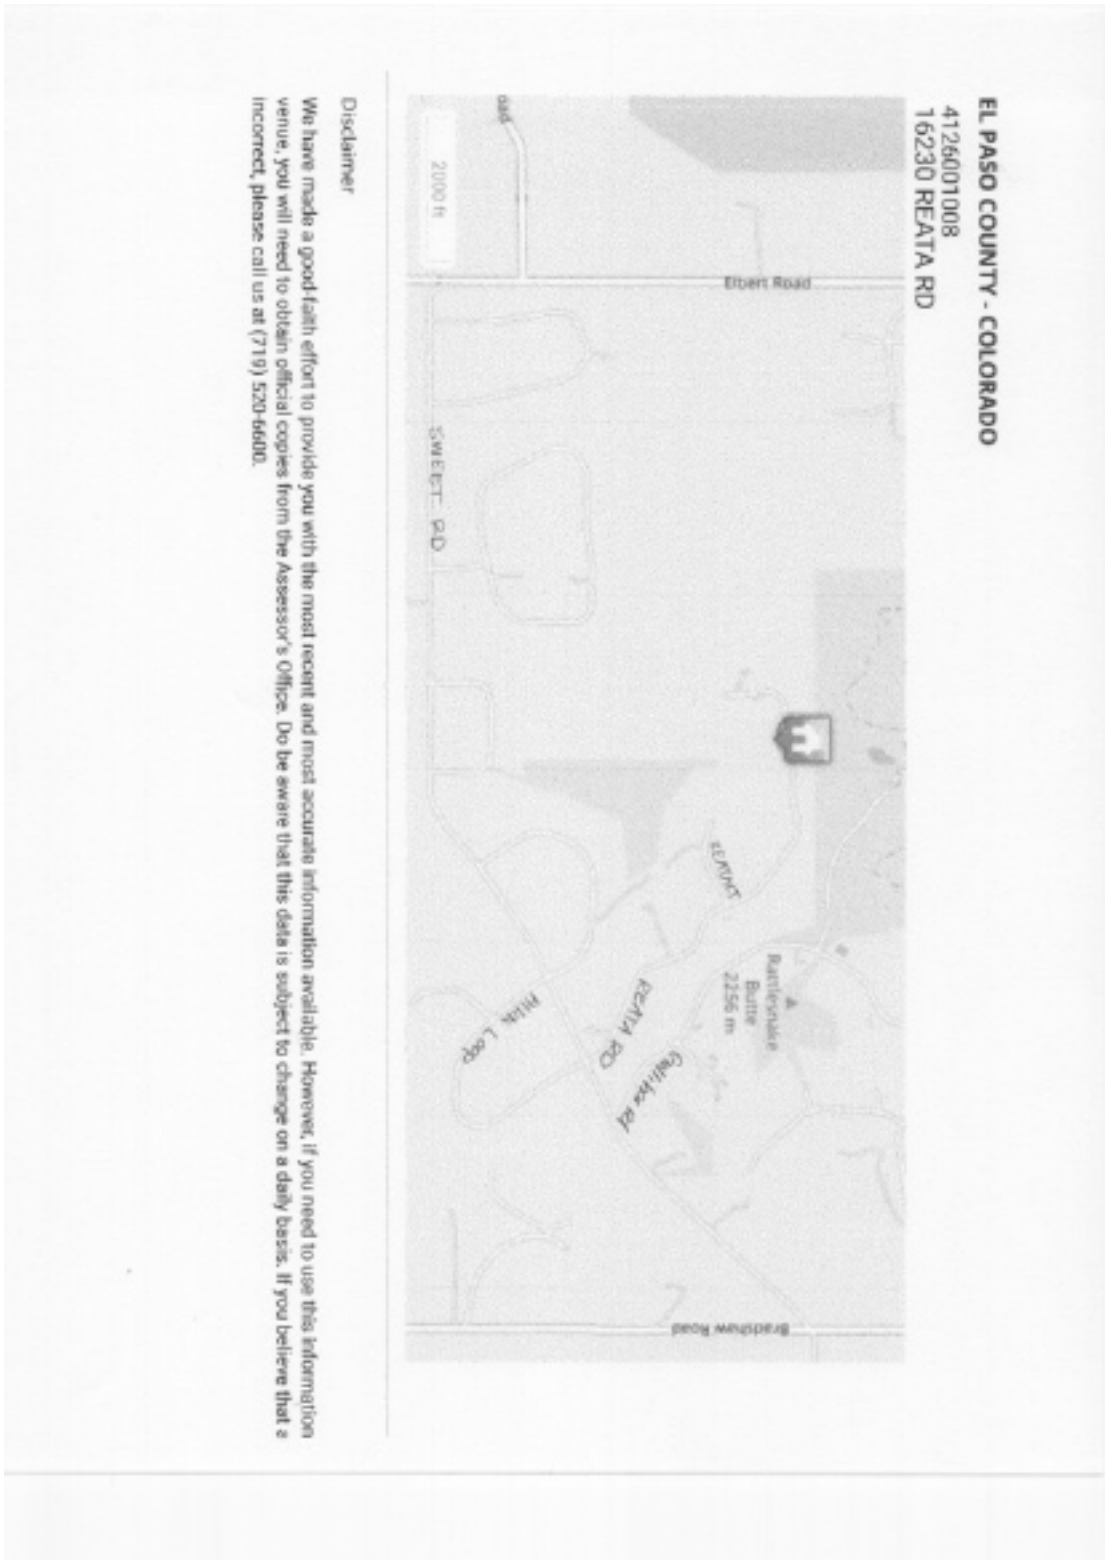 EL PASO COUNTY - COLORADO
4126001008
16230 REATA RD
oad
2000 ft
Elbert Road
SWEET RD
Rattlesnake
Butte
2256 m
REATA RD
Loop
Rd
Bradshaw Road
Disclaimer
We have made a good-faith effort to provide you with the most recent and most accurate information available. However, if you need to use this information
venue, you will need to obtain official copies from the Assessor's Office. Do be aware that this data is subject to change on a daily basis. If you believe that a
incorrect, please call us at (719) 520-6600.